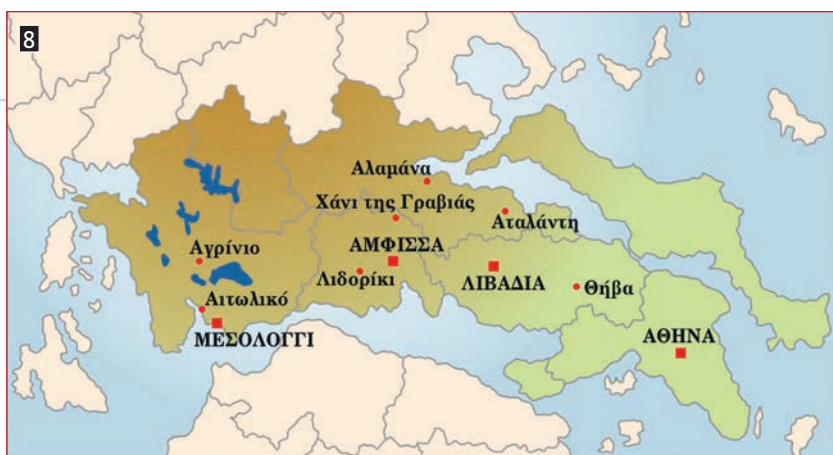 8
Αλαμάνα
Χάνι της Γραβιάς
Αταλάντη
Αγρίνιο
ΑΜΦΙΣΣΑ
Λιδορίκι
ΛΙΒΑΔΙΑ
Θήβα
Αιτωλικό
ΜΕΣΟΛΟΓΓΙ
ΑΘΗΝΑ